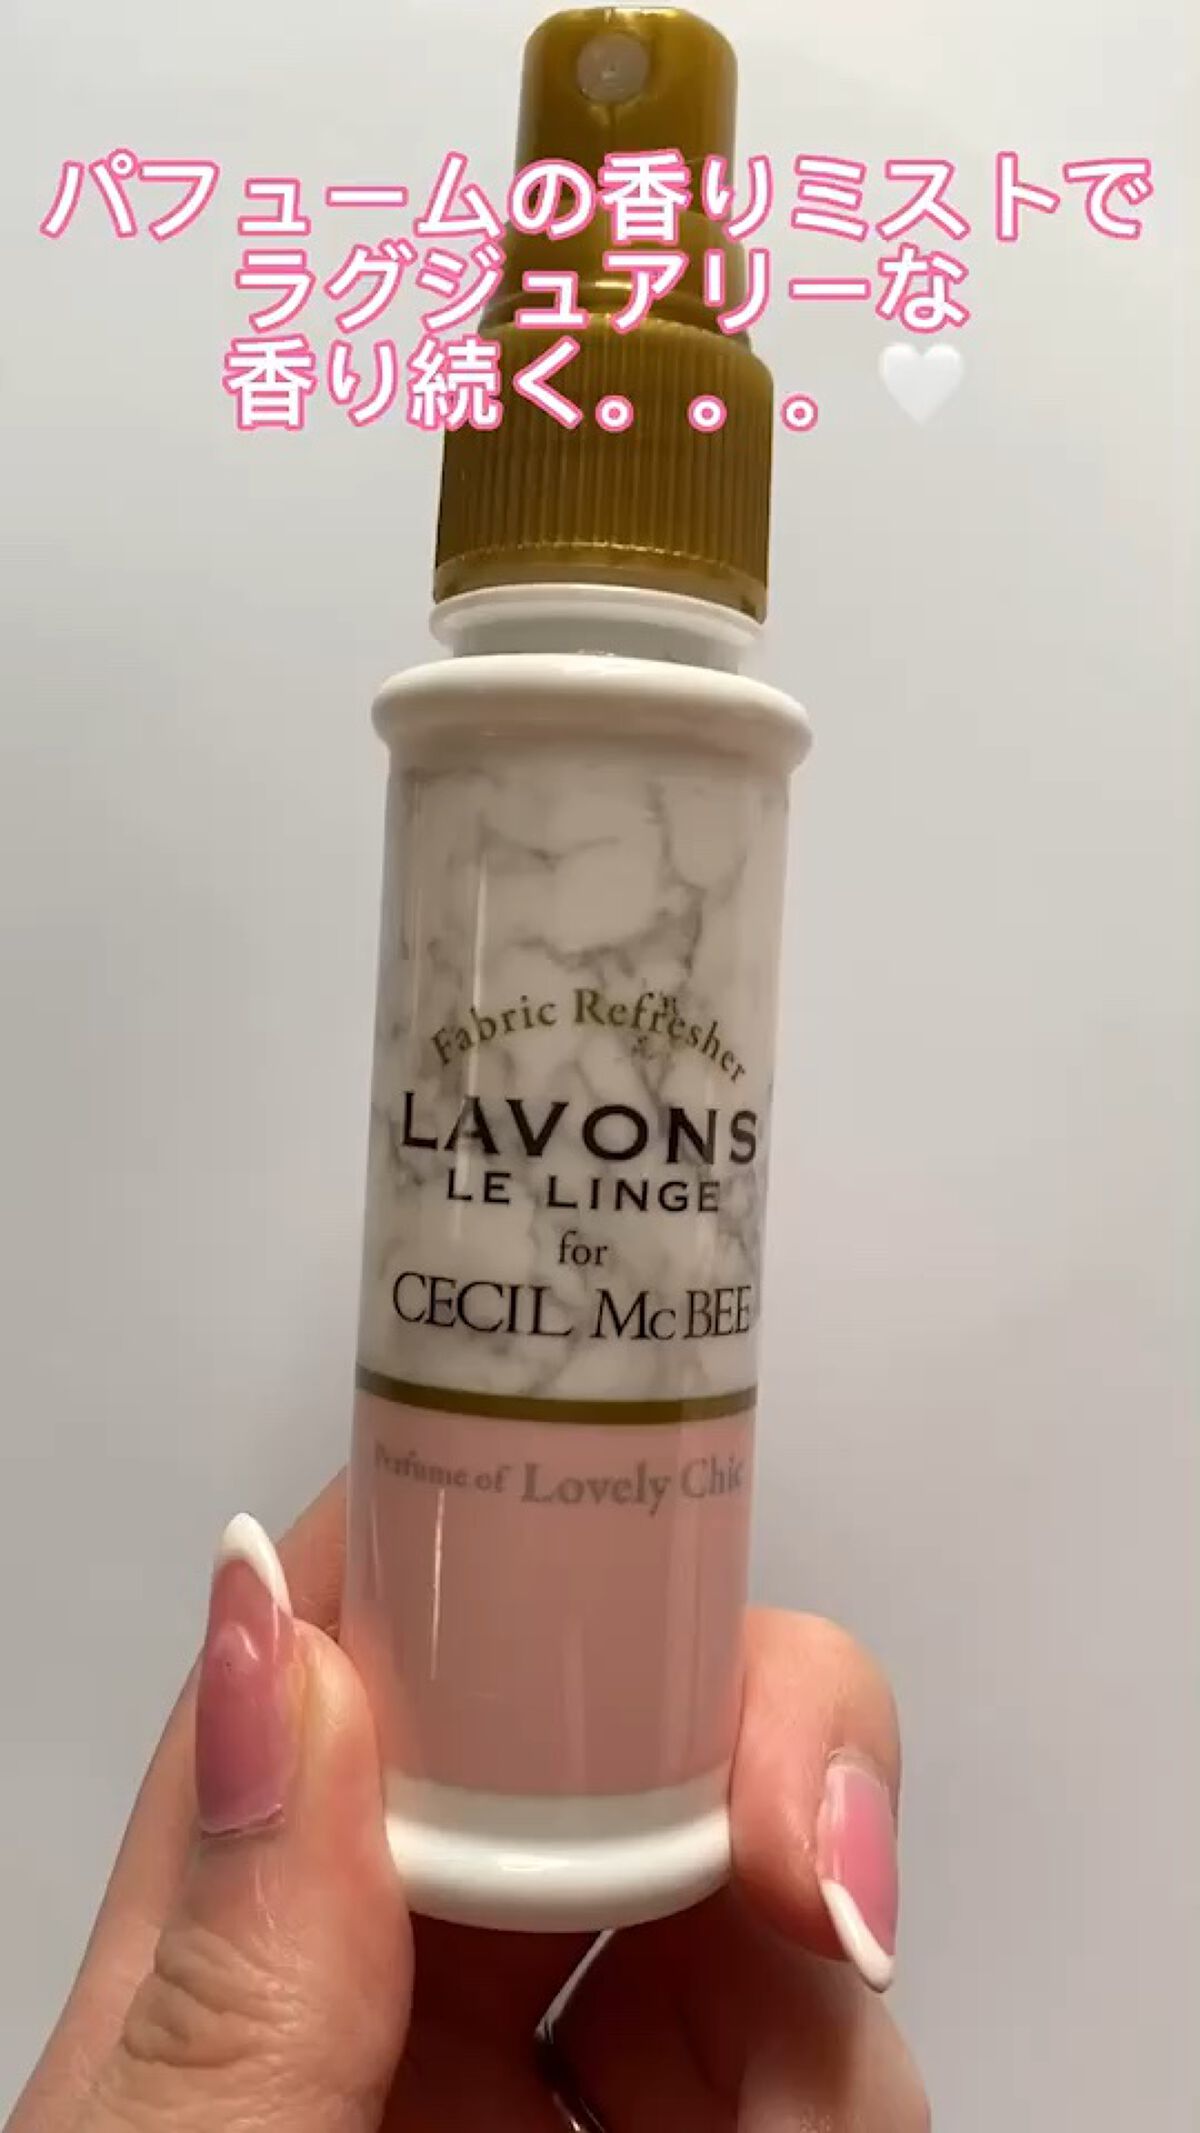 パフュームの香りミストで
ラグジュアリーな
香り続く。。。🤍
Fabric Refresher
LAVONS
LE LINGE
for
CECIL McBEE
Perfume of Lovely Chic